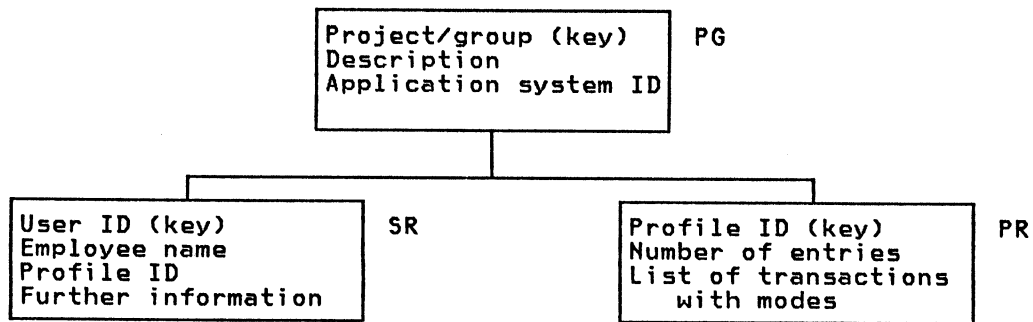 Project/group (key) PG
Description
Application system ID
User ID (key) SR
Employee name
Profile ID
Further information
Profile ID (key) PR
Number of entries
List of transactions
with modes